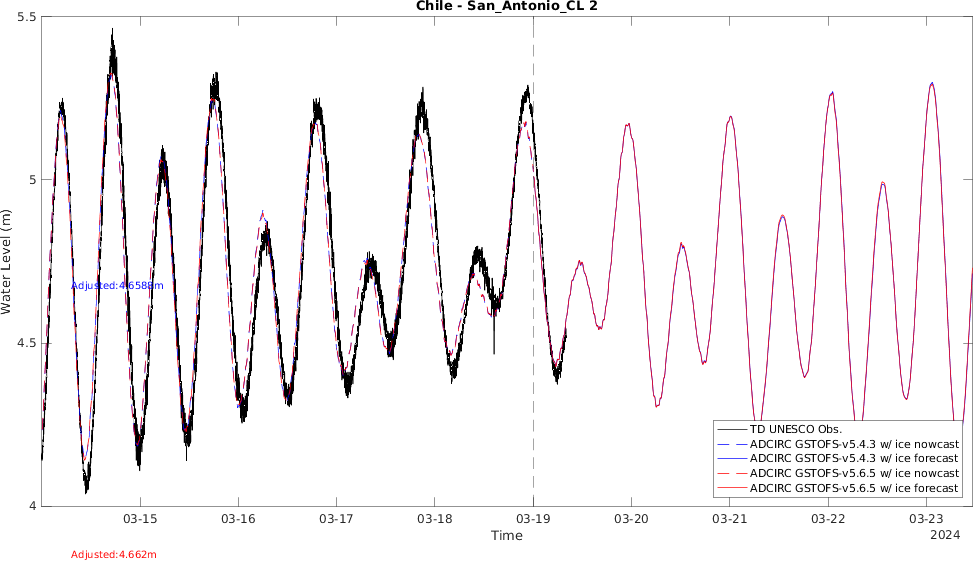 Chile - San_Antonio_CL 2
5.5
5
4.5
4
Water Level (m)
Adjusted:4.6588m
TD UNESCO Obs.
ADCIRC GSTOFS-v5.4.3 w/ ice nowcast
ADCIRC GSTOFS-v5.4.3 w/ ice forecast
ADCIRC GSTOFS-v5.6.5 w/ ice nowcast
ADCIRC GSTOFS-v5.6.5 w/ ice forecast
03-15 03-16 03-17 03-18 03-19 03-20 03-21 03-22 03-23
Time
2024
Adjusted:4.662m